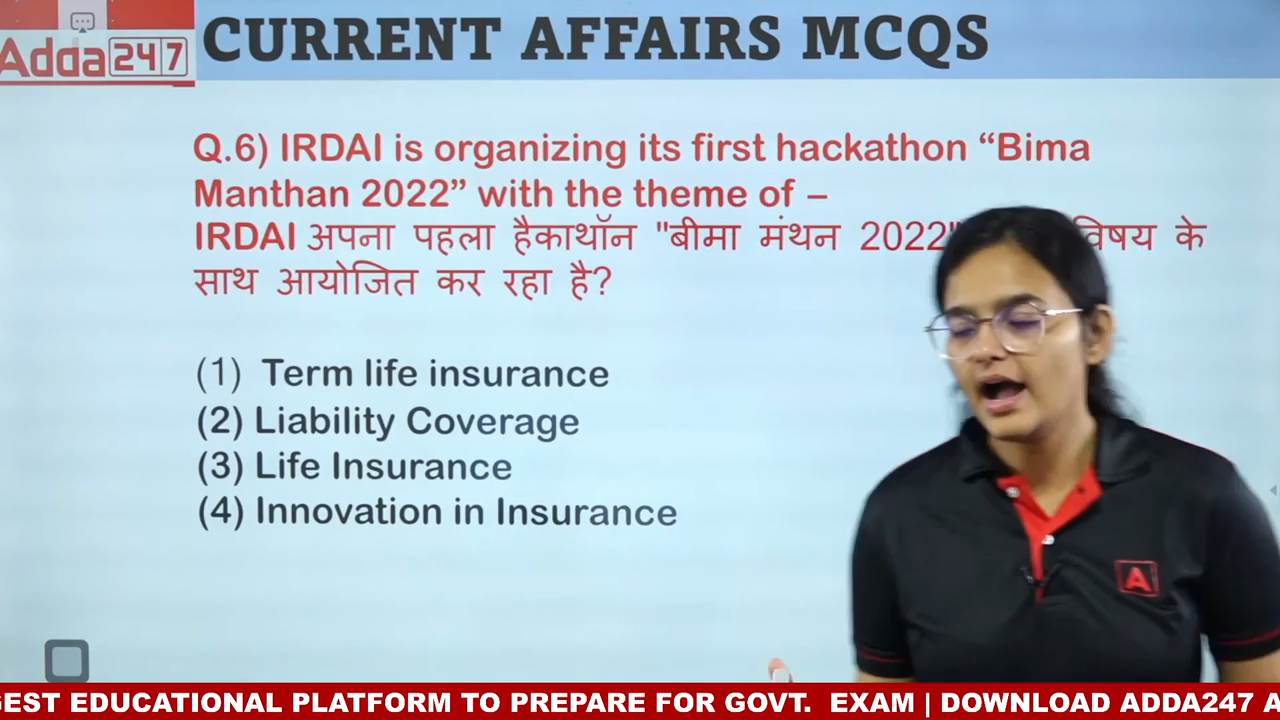 Adda 247
CURRENT AFFAIRS MCQS
Q.6) IRDAI is organizing its first hackathon “Bima
Manthan 2022” with the theme of –
IRDAI अपना पहला हैकाथॉन "बीमा मंथन 2022" विषय के
साथ आयोजित कर रहा है?
(1) Term life insurance
(2) Liability Coverage
(3) Life Insurance
(4) Innovation in Insurance
A
EDUCATIONAL PLATFORM TO PREPARE FOR GOVT. EXAM | DOWNLOAD ADDA247